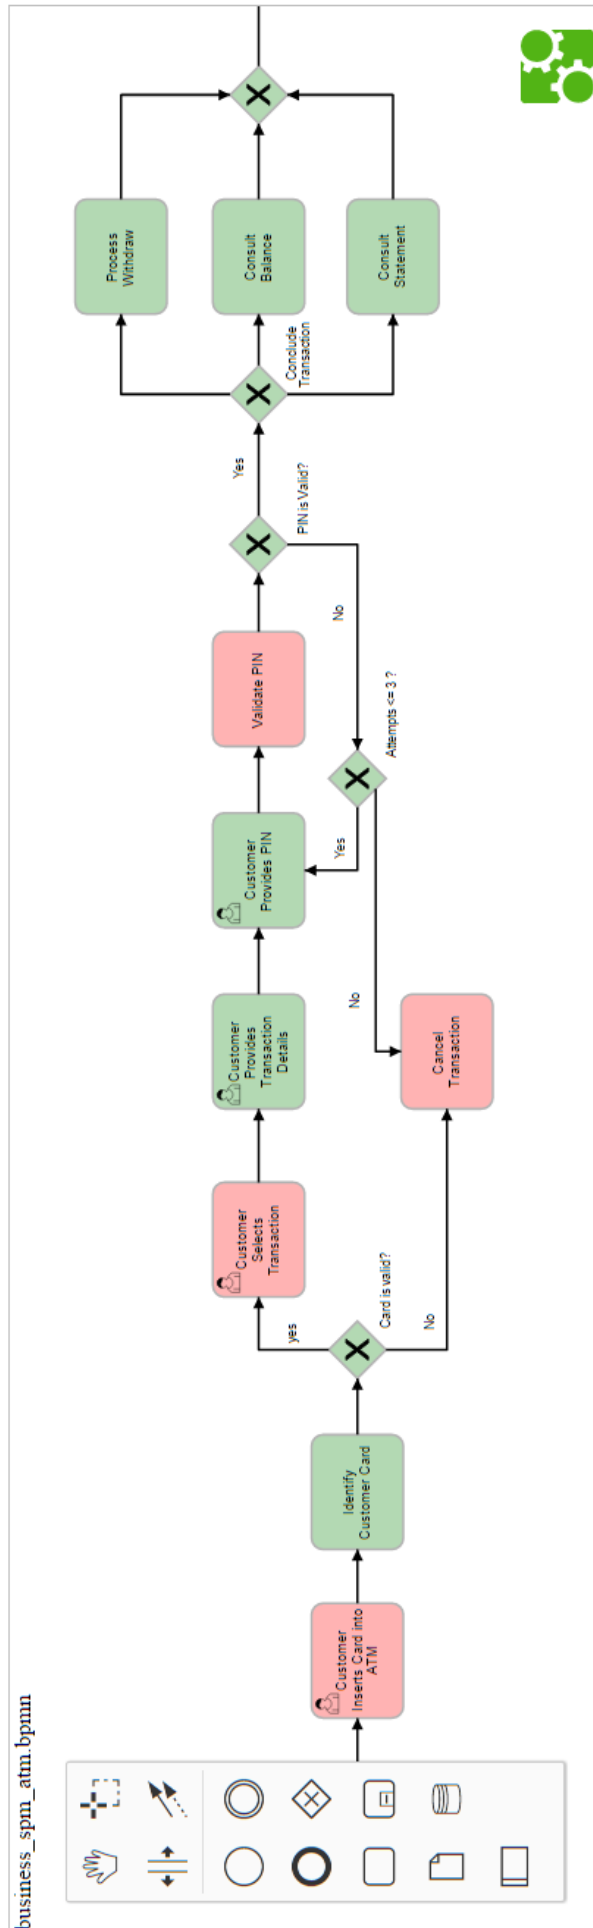 business_spm_atm.bpmn
Customer
Inserts Card into
ATM
Identify
Customer Card
Card is valid?
yes
No
Customer
Selects
Transaction
Customer
Provides
Transaction
Details
Cancel
Transaction
No
Customer
Provides PIN
Yes
Attempts <= 3 ?
Validate PIN
No
PIN is Valid?
Yes
Conclude
Transaction
Process
Withdraw
Consult
Balance
Consult
Statement